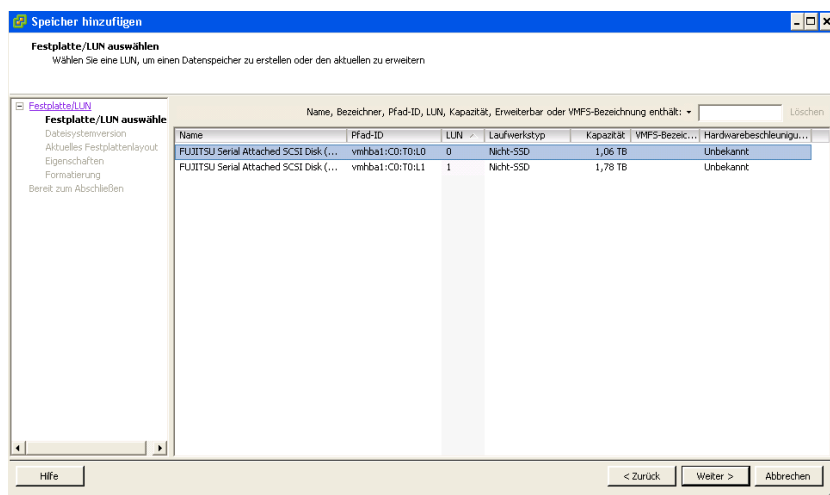 Speicher hinzufügen
Festplatte/LUN auswählen
Wählen Sie eine LUN, um einen Datenspeicher zu erstellen oder den aktuellen zu erweitern
Festplatte/LUN
Festplatte/LUN auswähle
Dateisystemversion
Aktuelles Festplattenlayout
Eigenschaften
Formatierung
Bereit zum Abschließen
Name, Bezeichner, Pfad-ID, LUN, Kapazität, Erweiterbar oder VMFS-Bezeichnung enthält: Löschen
Name Pfad-ID LUN Laufwerkstyp Kapazität VMFS-Bezeic... Hardwarebeschleunigu...
FUJITSU Serial Attached SCSI Disk (... vmhba1:C0:T0:L0 0 Nicht-SSD 1,06 TB Unbekannt
FUJITSU Serial Attached SCSI Disk (... vmhba1:C0:T0:L1 1 Nicht-SSD 1,78 TB Unbekannt
Hilfe < Zurück Weiter > Abbrechen